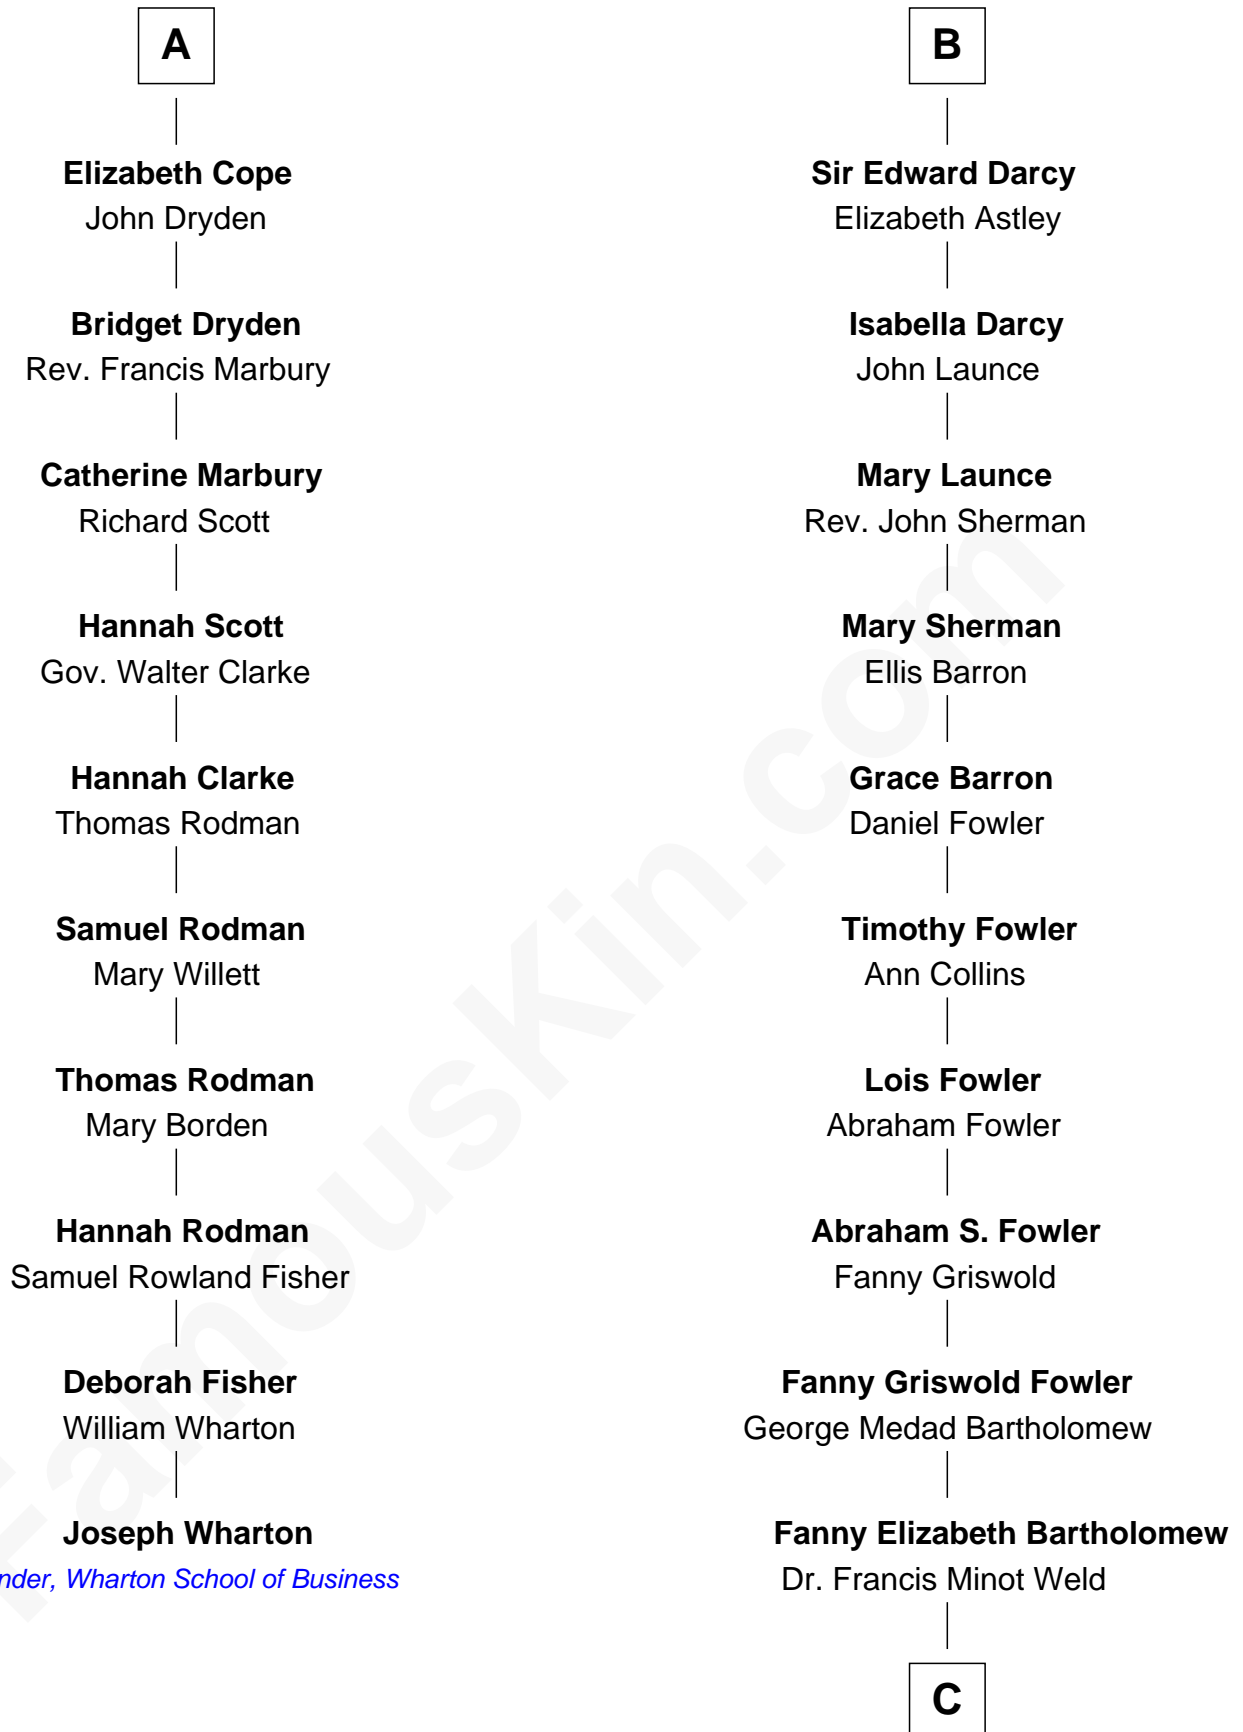 A
Elizabeth Cope
John Dryden
Bridget Dryden
Rev. Francis Marbury
Catherine Marbury
Richard Scott
Hannah Scott
Gov. Walter Clarke
Hannah Clarke
Thomas Rodman
Samuel Rodman
Mary Willett
Thomas Rodman
Mary Borden
Hannah Rodman
Samuel Rowland Fisher
Deborah Fisher
William Wharton
Joseph Wharton
nder, Wharton School of Business
B
Sir Edward Darcy
Elizabeth Astley
Isabella Darcy
John Launce
Mary Launce
Rev. John Sherman
Mary Sherman
Ellis Barron
Grace Barron
Daniel Fowler
Timothy Fowler
Ann Collins
Lois Fowler
Abraham Fowler
Abraham S. Fowler
Fanny Griswold
Fanny Griswold Fowler
George Medad Bartholomew
Fanny Elizabeth Bartholomew
Dr. Francis Minot Weld
C
FamousKin.com